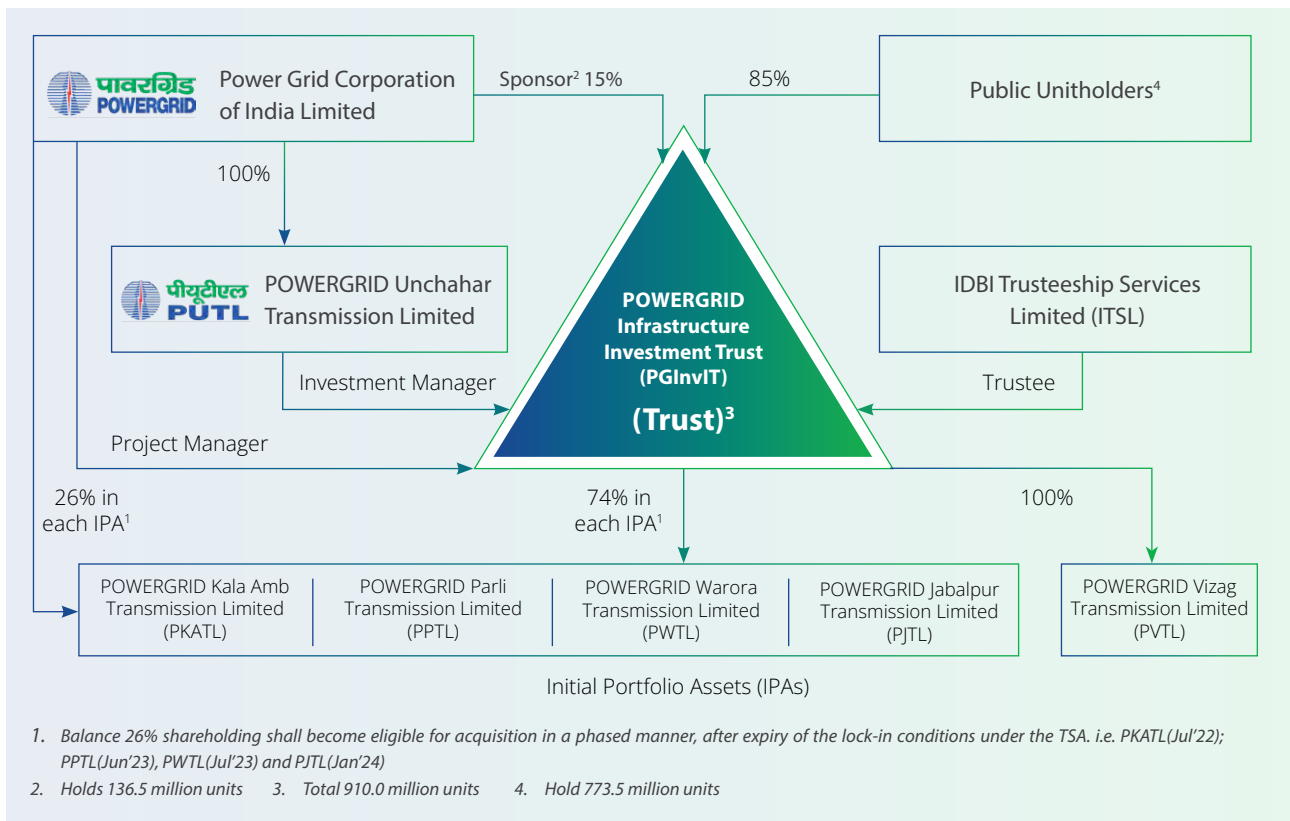 पावरग्रिड
POWERGRID
Power Grid Corporation
of India Limited
Sponsor² 15%
85%
Public Unitholders⁴
100%
पीयूटीएल
PUTL
POWERGRID Unchahar
Transmission Limited
POWERGRID
Infrastructure
Investment Trust
(PGInvIT)
(Trust)³
IDBI Trusteeship Services
Limited (ITSL)
Investment Manager
Trustee
Project Manager
26% in
each IPA¹
74% in
each IPA¹
100%
POWERGRID Kala Amb
Transmission Limited
(PKATL)
POWERGRID Parli
Transmission Limited
(PPTL)
POWERGRID Warora
Transmission Limited
(PWTL)
POWERGRID Jabalpur
Transmission Limited
(PJTL)
POWERGRID Vizag
Transmission Limited
(PVTL)
Initial Portfolio Assets (IPAs)
1. Balance 26% shareholding shall become eligible for acquisition in a phased manner, after expiry of the lock-in conditions under the TSA. i.e. PKATL(Jul'22);
PPTL(Jun'23), PWTL(Jul'23) and PJTL(Jan'24)
2. Holds 136.5 million units 3. Total 910.0 million units 4. Hold 773.5 million units